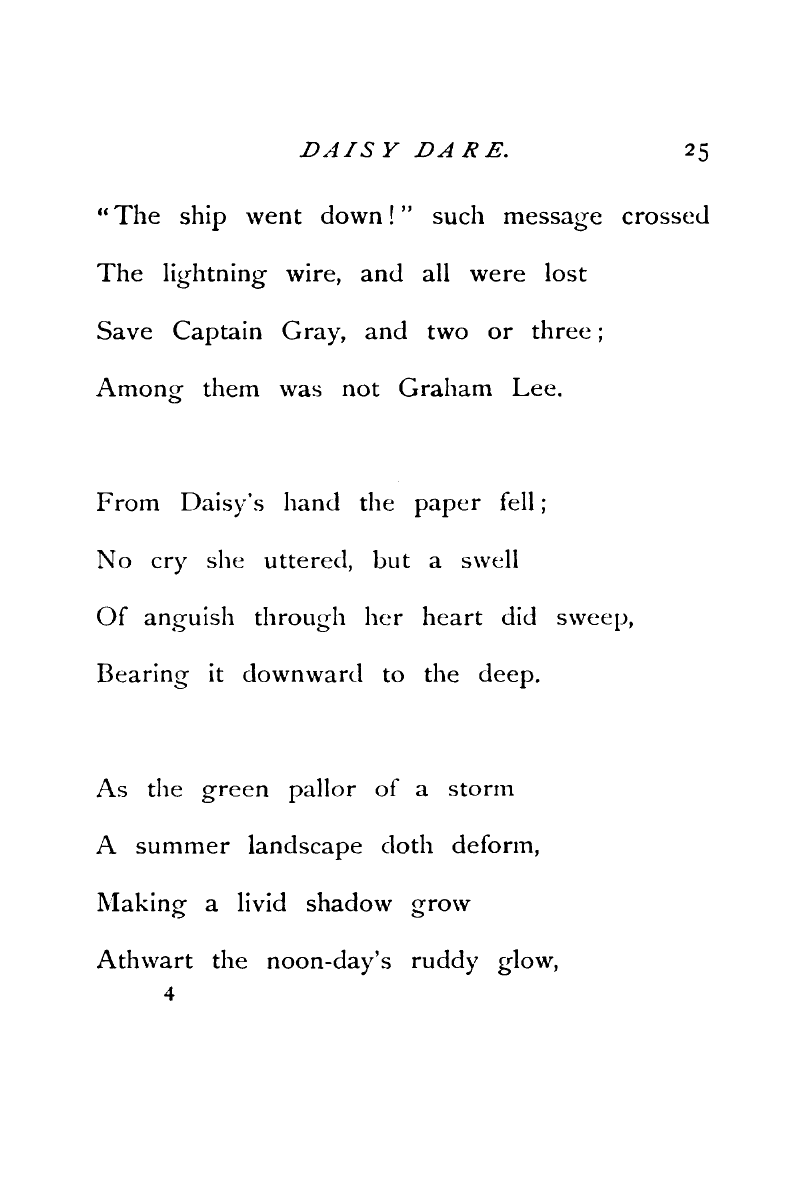 DAISY DARE. 25
“The ship went down!” such message crossed
The lightning wire, and all were lost
Save Captain Gray, and two or three;
Among them was not Graham Lee.
From Daisy’s hand the paper fell;
No cry she uttered, but a swell
Of anguish through her heart did sweep,
Bearing it downward to the deep.
As the green pallor of a storm
A summer landscape doth deform,
Making a livid shadow grow
Athwart the noon-day’s ruddy glow,
4